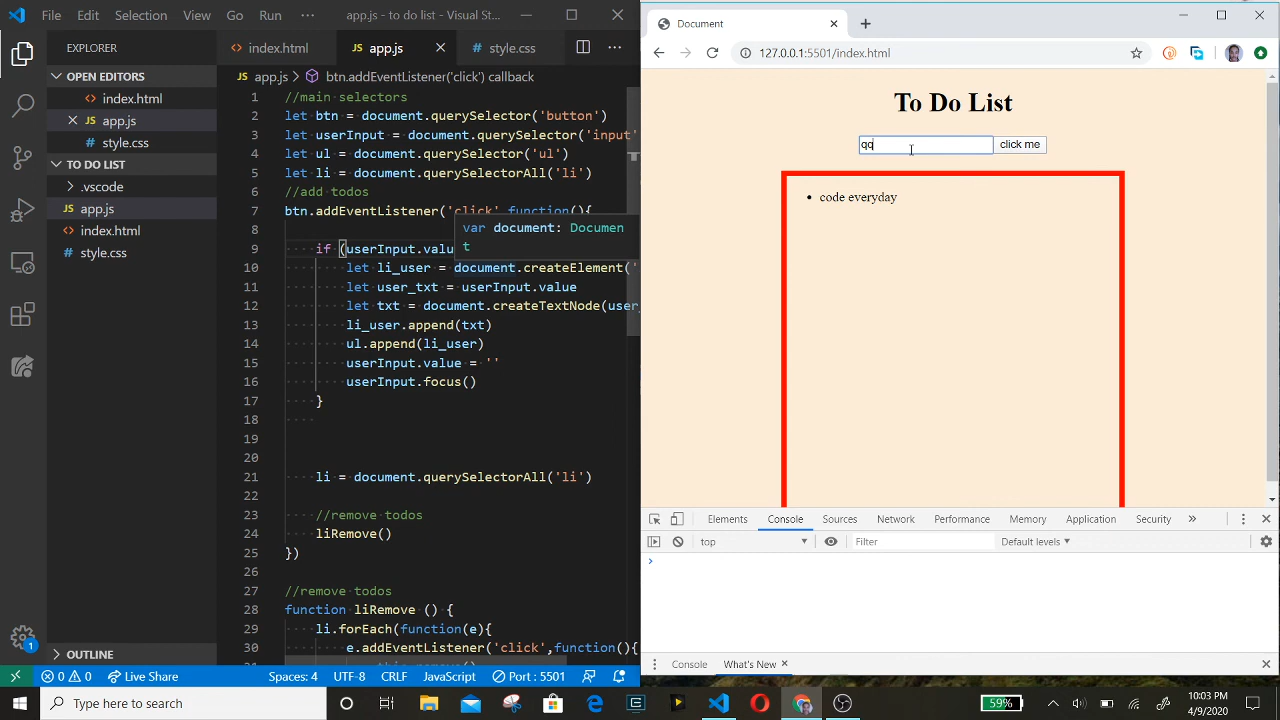 File Edit Selection View Go Run ··· app.js - to do list - Visual St...
EXPLORER
OPEN EDITORS
index.html
app.js
style.css
TO DO LIST
.vscode
app.js
index.html
style.css
OUTLINE
index.html app.js style.css ···
app.js > btn.addEventListener('click') callback
1 //main selectors
2 let btn = document.querySelector('button')
3 let userInput = document.querySelector('input'
4 let ul = document.querySelector('ul')
5 let li = document.querySelectorAll('li')
6 //add todos
7 btn.addEventListener('click',function(){
8
9 if (userInput.valu
var document: Documen
t
10 let li_user = document.createElement('
11 let user_txt = userInput.value
12 let txt = document.createTextNode(user_
13 li_user.append(txt)
14 ul.append(li_user)
15 userInput.value = ''
16 userInput.focus()
17 }
18
19
20
21 li = document.querySelectorAll('li')
22
23 //remove todos
24 liRemove()
25 })
26
27 //remove todos
28 function liRemove () {
29 li.forEach(function(e){
30 e.addEventListener('click',function(){
31 this.remove()
0 0 Live Share Spaces: 4 UTF-8 CRLF JavaScript Port: 5501
1
Document
127.0.0.1:5501/index.html
To Do List
qq click me
• code everyday
Elements Console Sources Network Performance Memory Application Security »
top Filter Default levels
>
Console What's New
Type here to search
59%
10:03 PM
4/9/2020